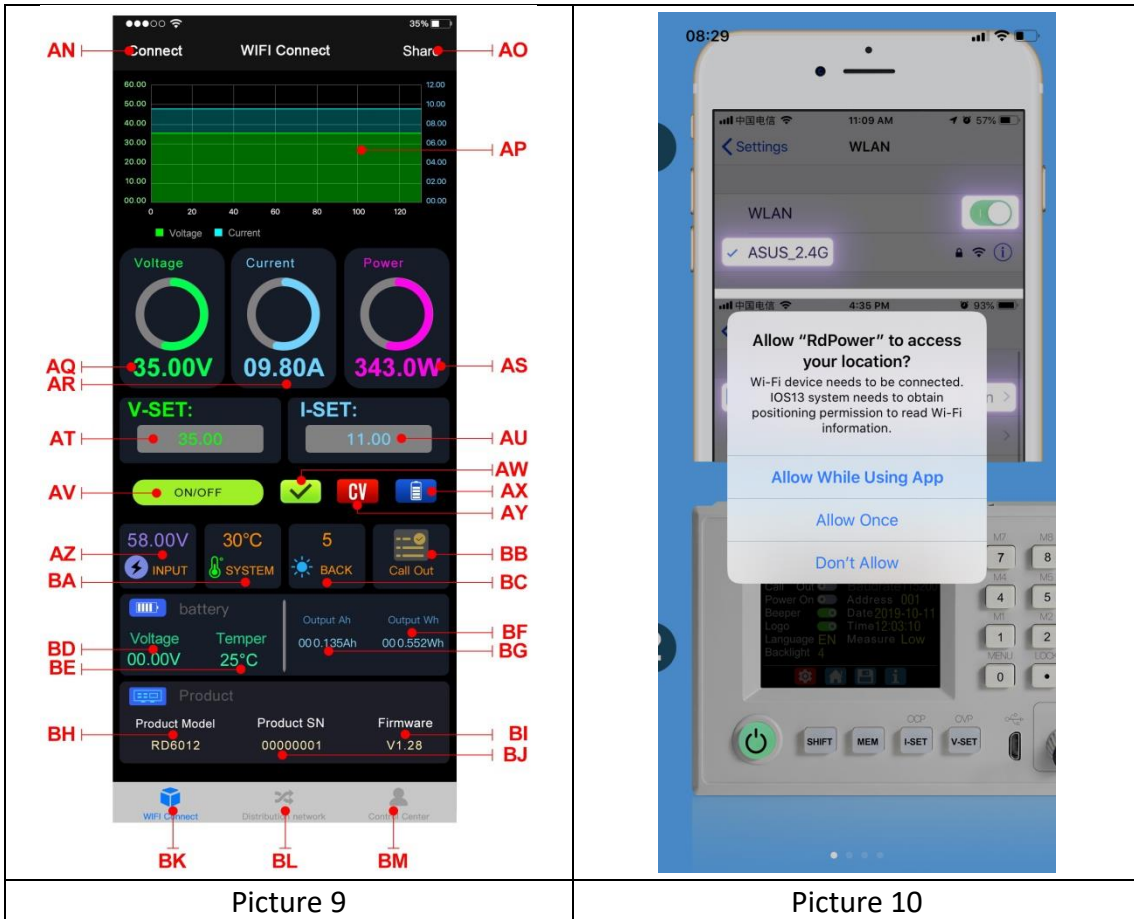 35%
AN Connect WIFI Connect Share AO
60.00 12.00
50.00 10.00
40.00 08.00
30.00 06.00
AP
20.00 04.00
10.00 02.00
00.00 00.00
0 20 40 60 80 100 120
Voltage Current
Voltage Current Power
AQ 35.00V 09.80A 343.0W AS
AR
V-SET: I-SET:
AT 35.00 11.00 AU
AW
AV ON/OFF CV AX
AY
58.00V 30°C 5
AZ INPUT SYSTEM BACK Call Out BB
BA BC
battery
Output Ah Output Wh
BF
Voltage Temper 000.135Ah 000.552Wh
BD BG
00.00V 25°C
BE
Product
Product Model Product SN Firmware
BH BI
RD6012 00000001 V1.28
BJ
WIFI Connect Distribution network Control Center
BK BL BM
Picture 9
08:29
中国电信 11:09 AM 57%
Settings WLAN
WLAN
ASUS_2.4G
中国电信 4:35 PM 93%
Allow “RdPower” to access
your location?
Wi-Fi device needs to be connected.
IOS13 system needs to obtain
positioning permission to read Wi-Fi
information.
Allow While Using App
Allow Once
Don’t Allow
M7 M8
7 8
M4 M5
4 5
M1 M2
1 2
MENU LOCK
0 •
Call Out
Power On Address 001
Beeper Date 2019-10-11
Logo Time 12:03:10
Language EN Measure Low
Backlight 4
OCP OVP
SHIFT MEM I-SET V-SET
Picture 10